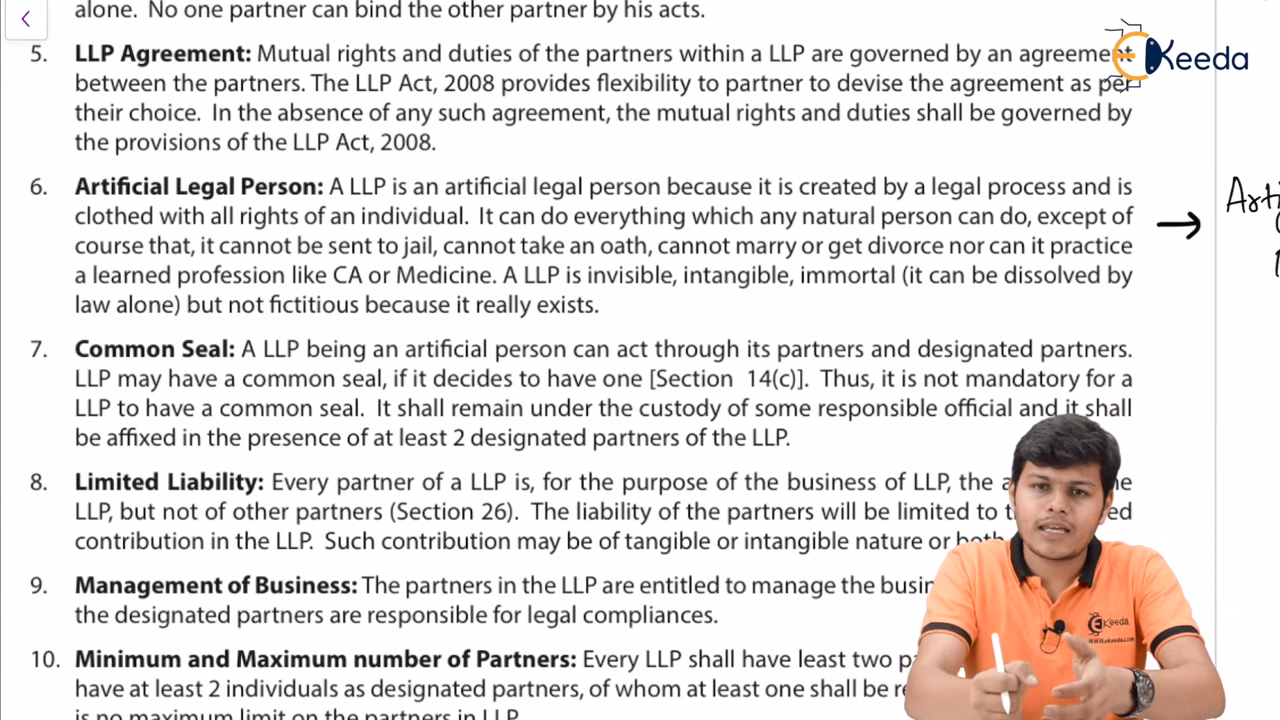 alone. No one partner can bind the other partner by his acts.
5. LLP Agreement: Mutual rights and duties of the partners within a LLP are governed by an agreement
between the partners. The LLP Act, 2008 provides flexibility to partner to devise the agreement as per
their choice. In the absence of any such agreement, the mutual rights and duties shall be governed by
the provisions of the LLP Act, 2008.
Keeda
6. Artificial Legal Person: A LLP is an artificial legal person because it is created by a legal process and is
clothed with all rights of an individual. It can do everything which any natural person can do, except of
course that, it cannot be sent to jail, cannot take an oath, cannot marry or get divorce nor can it practice
a learned profession like CA or Medicine. A LLP is invisible, intangible, immortal (it can be dissolved by
law alone) but not fictitious because it really exists.
→ Arti
7. Common Seal: A LLP being an artificial person can act through its partners and designated partners.
LLP may have a common seal, if it decides to have one [Section 14(c)]. Thus, it is not mandatory for a
LLP to have a common seal. It shall remain under the custody of some responsible official and it shall
be affixed in the presence of at least 2 designated partners of the LLP.
8. Limited Liability: Every partner of a LLP is, for the purpose of the business of LLP, the
LLP, but not of other partners (Section 26). The liability of the partners will be limited to
contribution in the LLP. Such contribution may be of tangible or intangible nature or both
9. Management of Business: The partners in the LLP are entitled to manage the busin
the designated partners are responsible for legal compliances.
10. Minimum and Maximum number of Partners: Every LLP shall have least two p
have at least 2 individuals as designated partners, of whom at least one shall be re
is no maximum limit on the partners in LLP
Keeda
www.ekeeda.com